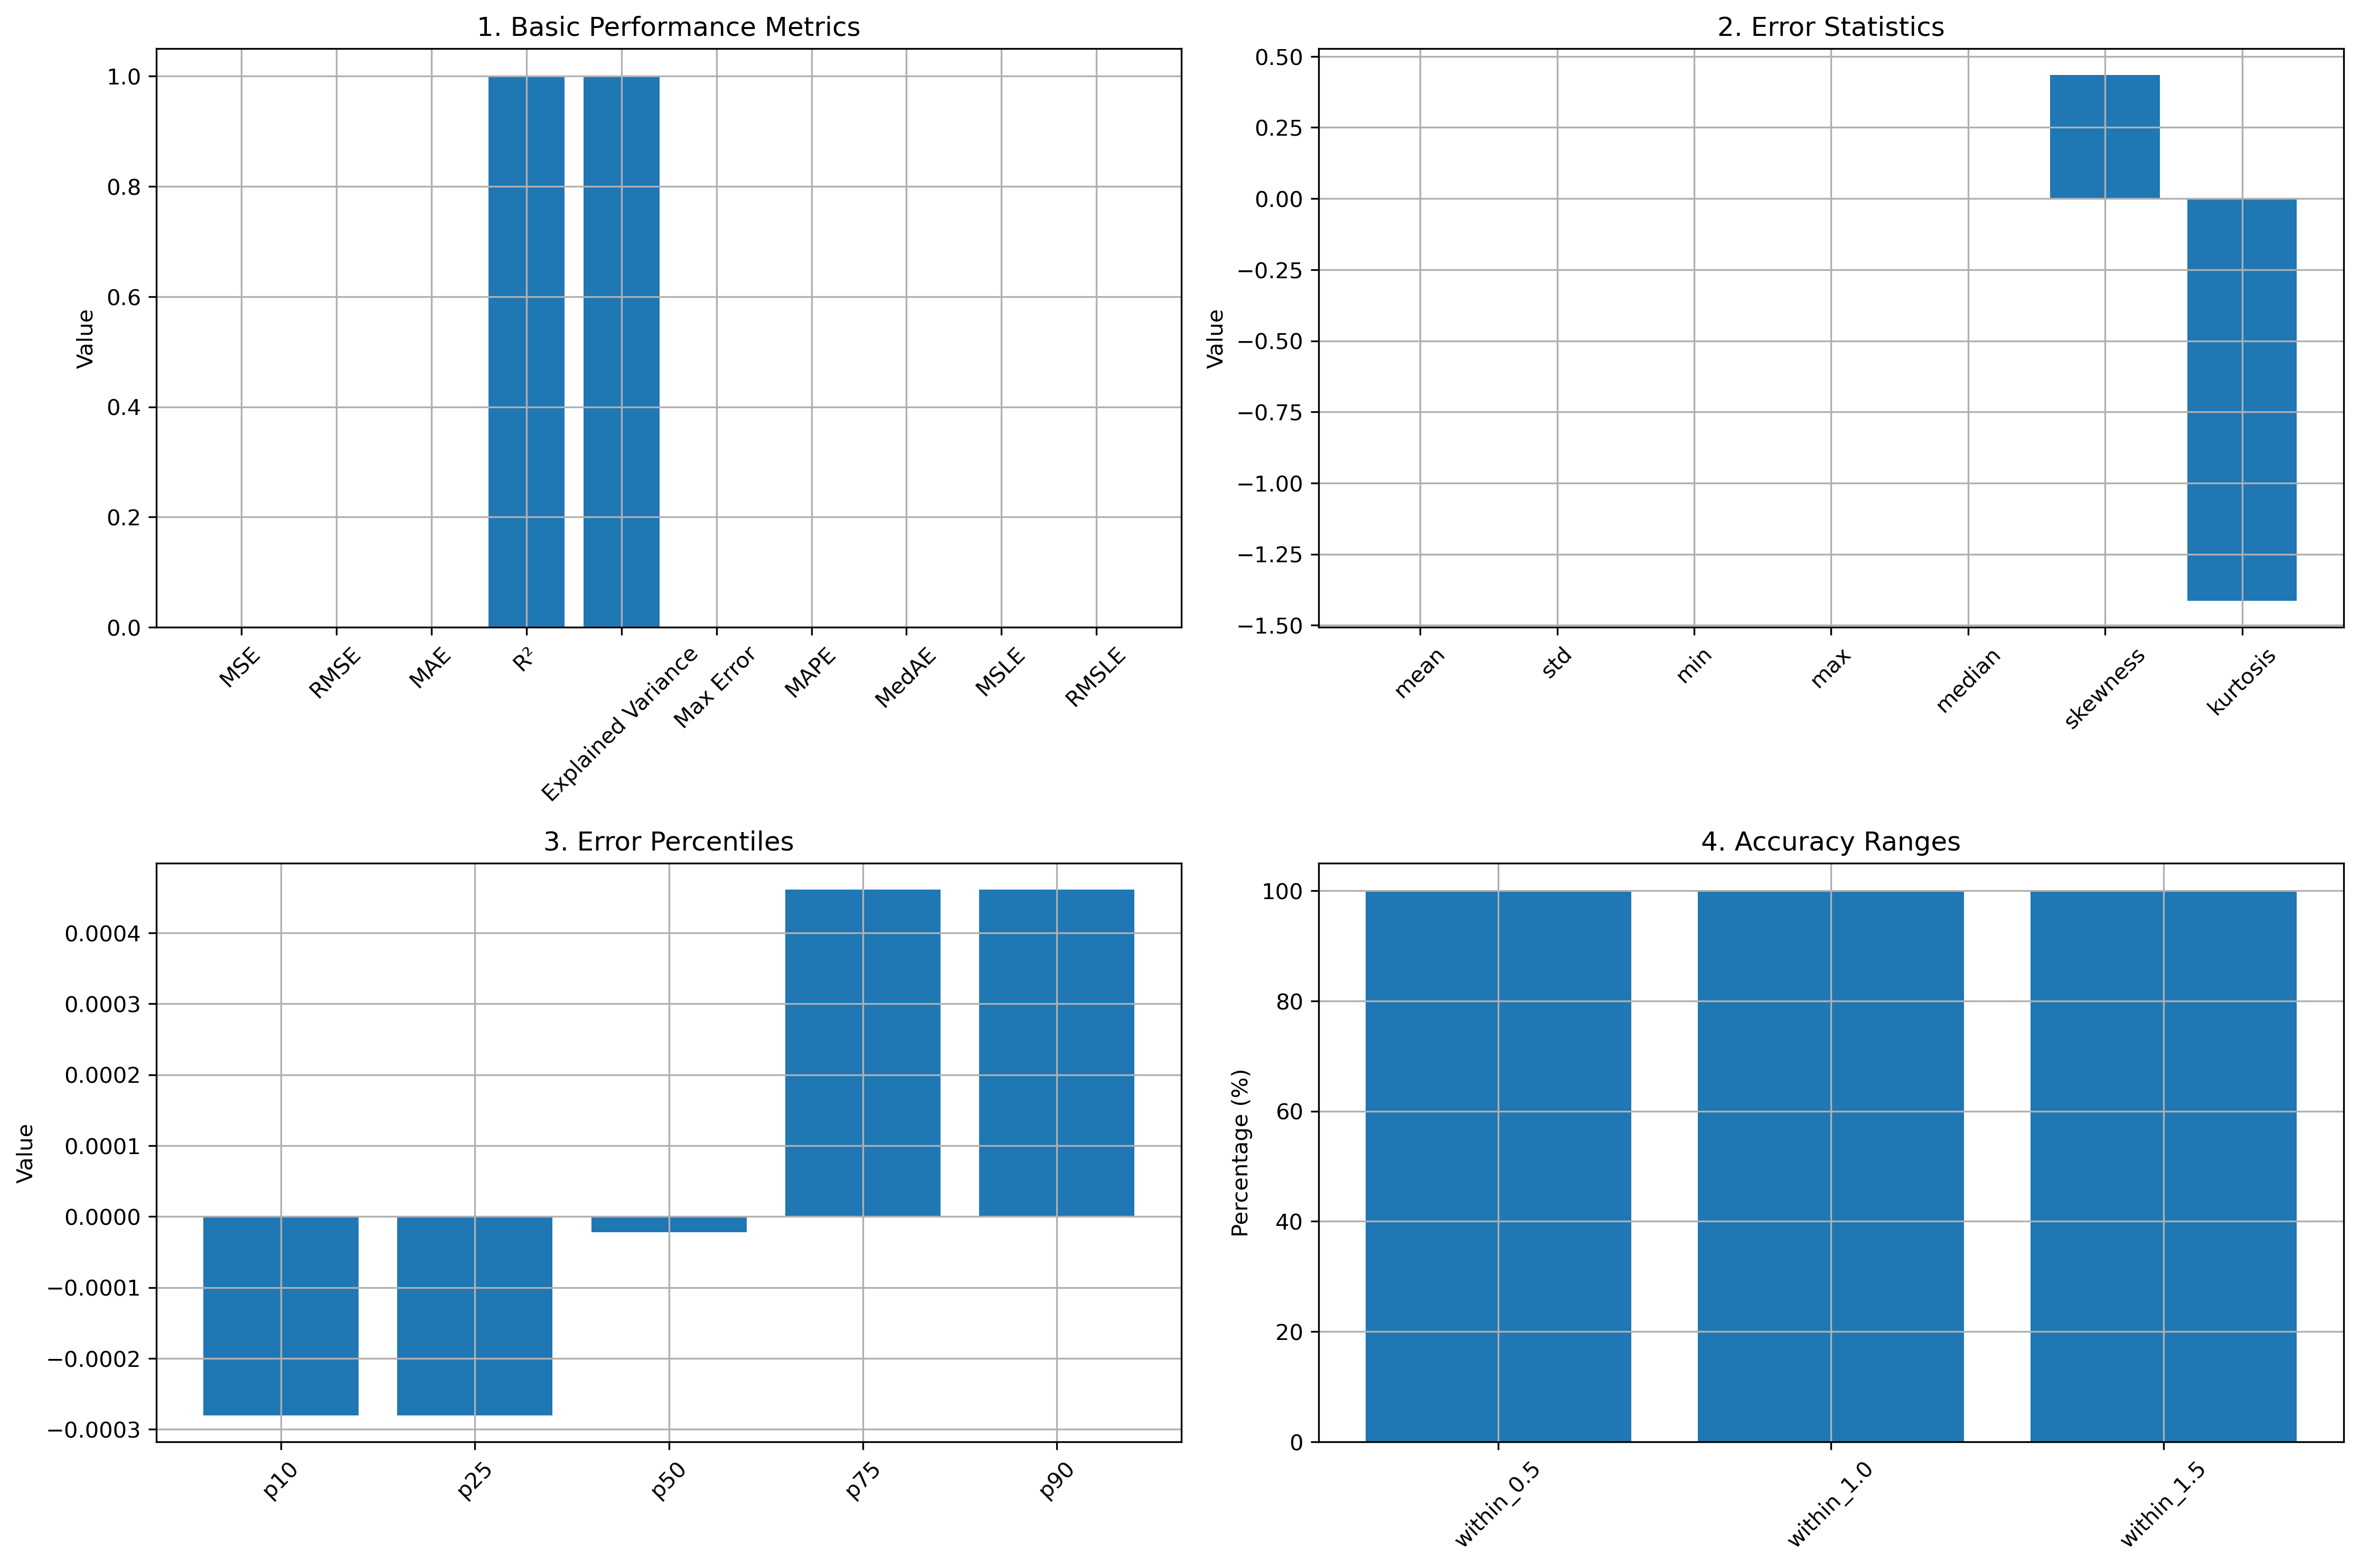 1. Basic Performance Metrics
Value
1.0
0.8
0.6
0.4
0.2
0.0
MSE
RMSE
MAE
R²
Explained Variance
Max Error
MAPE
MedAE
MSLE
RMSLE
2. Error Statistics
Value
0.50
0.25
0.00
−0.25
−0.50
−0.75
−1.00
−1.25
−1.50
mean
std
min
max
median
skewness
kurtosis
3. Error Percentiles
Value
0.0004
0.0003
0.0002
0.0001
0.0000
−0.0001
−0.0002
−0.0003
p10
p25
p50
p75
p90
4. Accuracy Ranges
Percentage (%)
100
80
60
40
20
0
within_0.5
within_1.0
within_1.5